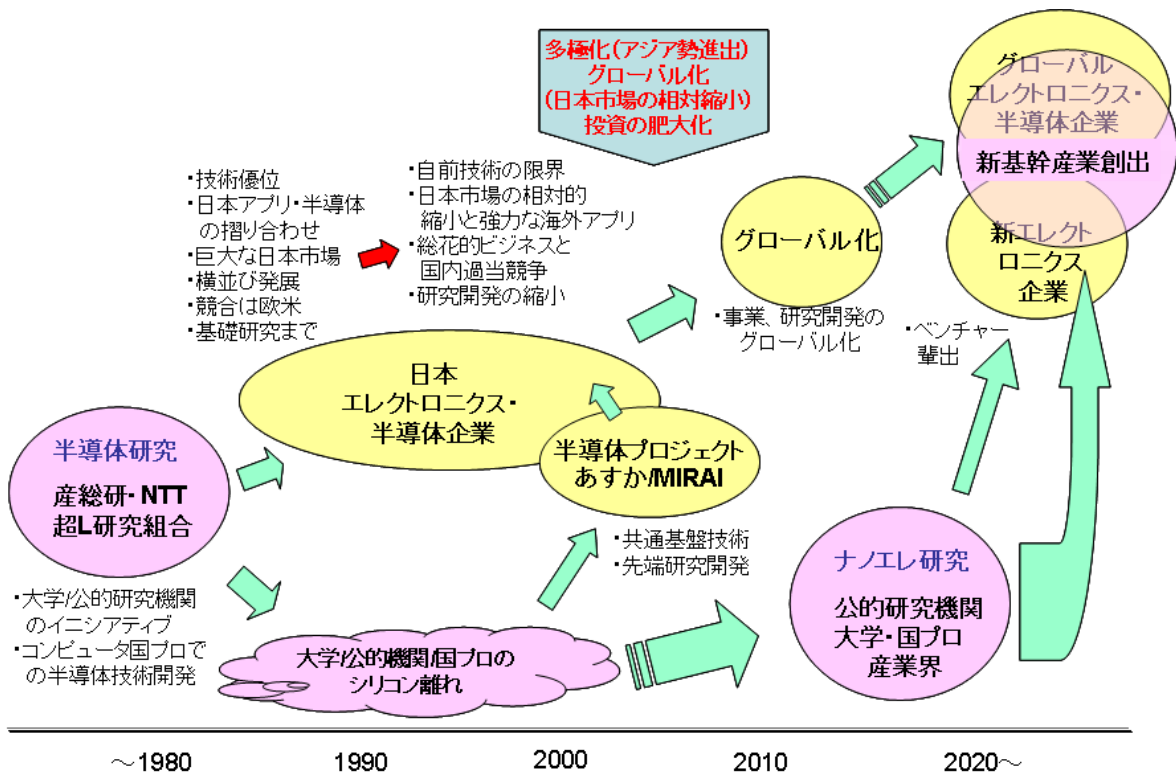 多極化(アジア勢進出)
グローバル化
(日本市場の相対縮小)
投資の肥大化
グローバル
エレクトロニクス・
半導体企業
新基幹産業創出
新エレクト
ロニクス
企業
・技術優位
・日本アプリ・半導体
の摺り合わせ
・巨大な日本市場
・横並び発展
・競合は欧米
・基礎研究まで
・自前技術の限界
・日本市場の相対的
縮小と強力な海外アプリ
・総花的ビジネスと
国内過当競争
・研究開発の縮小
グローバル化
・事業、研究開発の
グローバル化
・ベンチャー
輩出
日本
エレクトロニクス・
半導体企業
半導体プロジェクト
あすか/MIRAI
・共通基盤技術
・先端研究開発
半導体研究
産総研・NTT
超L研究組合
・大学/公的研究機関
のイニシアティブ
・コンピュータ国プロで
の半導体技術開発
大学/公的機関/国プロの
シリコン離れ
ナノエレ研究
公的研究機関
大学・国プロ
産業界
～1980 1990 2000 2010 2020～